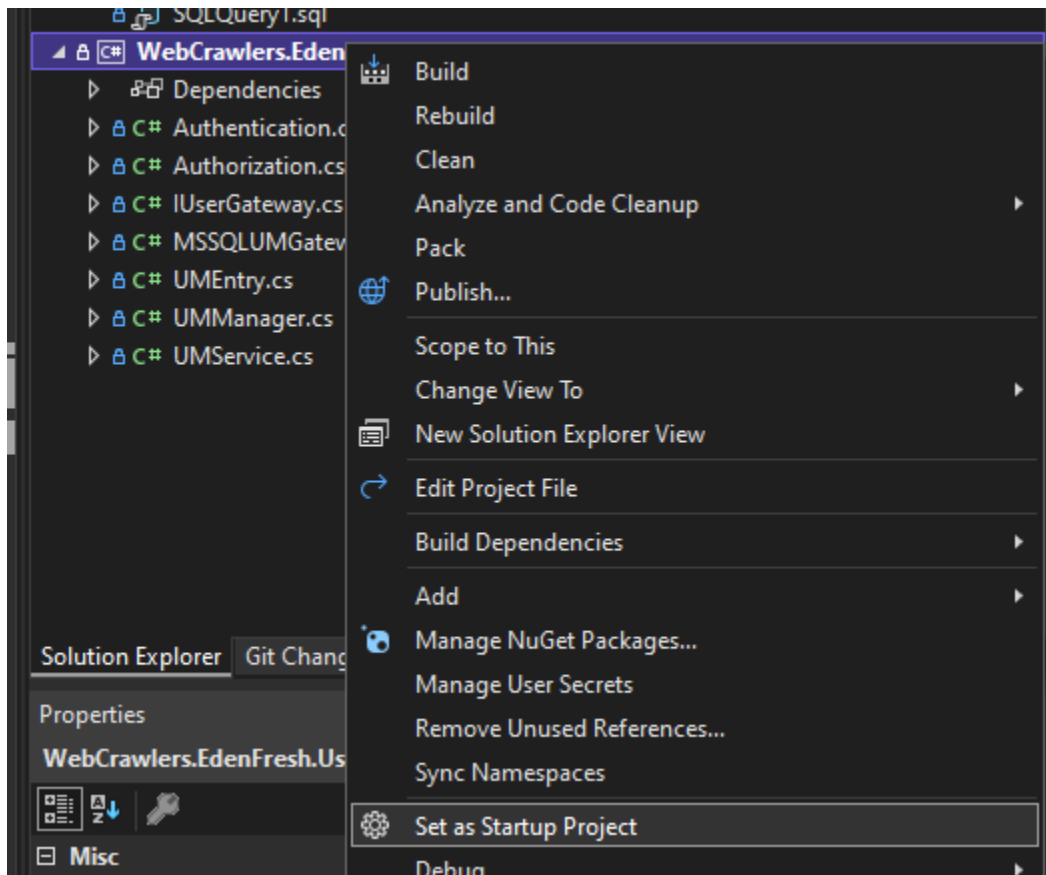 SQLQuery1.sql
C# WebCrawlers.Eden
Dependencies
C# Authentication.c
C# Authorization.cs
C# IUserGateway.cs
C# MSSQLUMGatew
C# UMEntry.cs
C# UMManager.cs
C# UMService.cs
Build
Rebuild
Clean
Analyze and Code Cleanup
Pack
Publish...
Scope to This
Change View To
New Solution Explorer View
Edit Project File
Build Dependencies
Add
Manage NuGet Packages...
Manage User Secrets
Remove Unused References...
Sync Namespaces
Set as Startup Project
Debug
Solution Explorer
Git Chang
Properties
WebCrawlers.EdenFresh.Us
A
Z
Misc